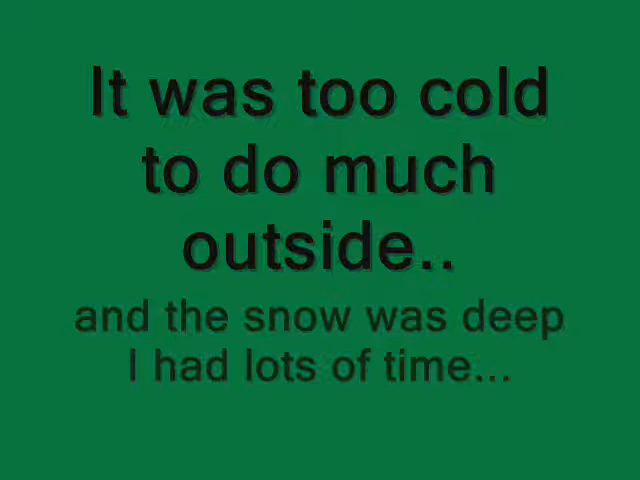 It was too cold
to do much
outside..
and the snow was deep
I had lots of time...